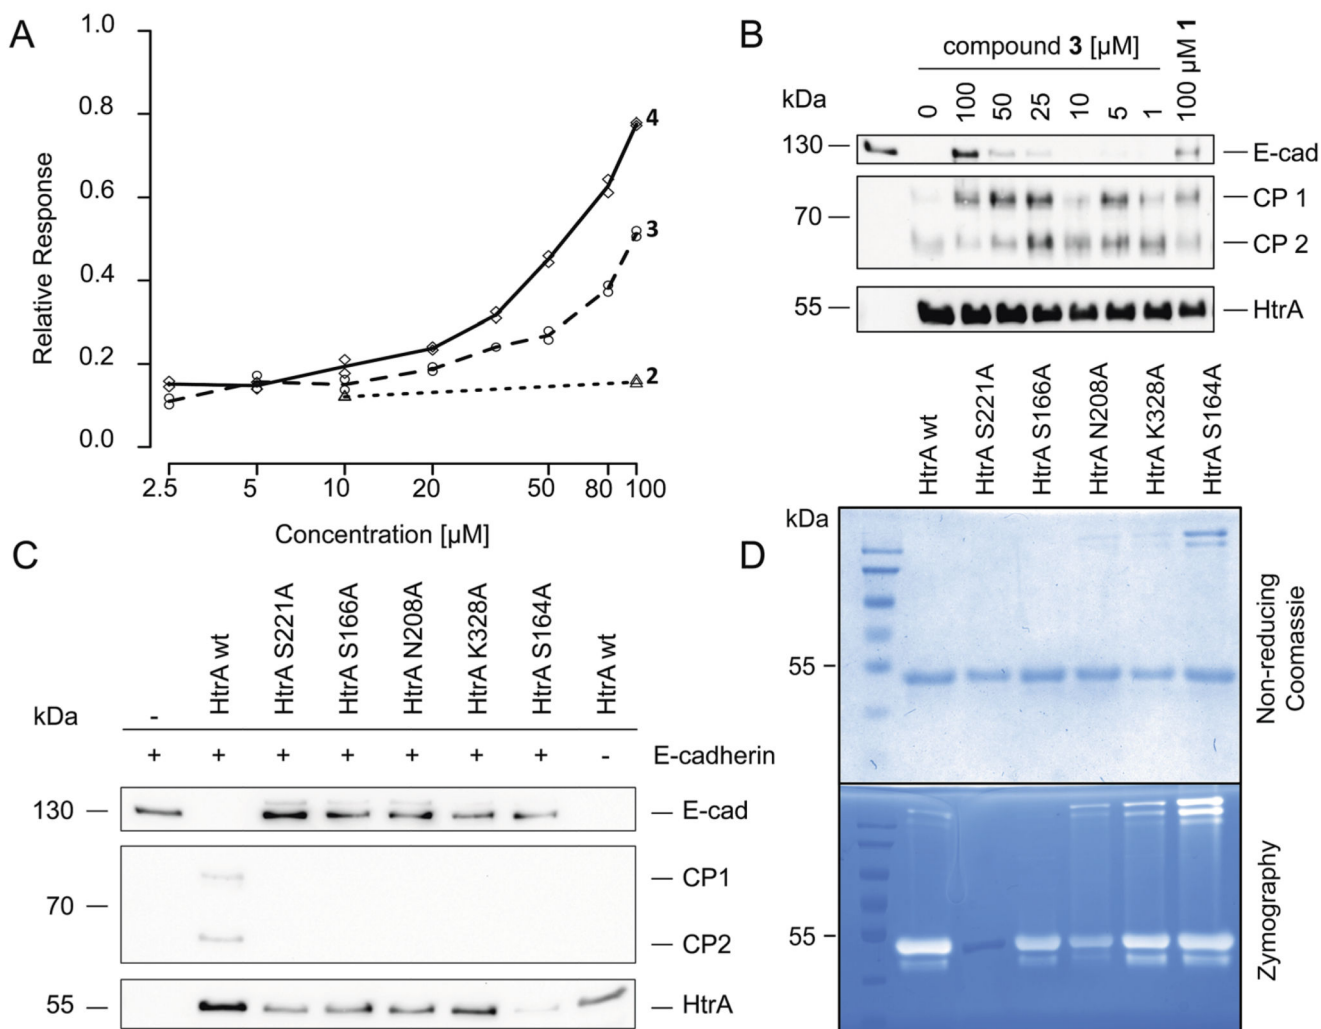 A
1.0
0.8
0.6
0.4
0.2
0.0
Relative Response
4
3
2
2.5 5 10 20 50 80 100
Concentration [µM]
B
compound 3 [µM]
kDa
0 100 50 25 10 5 1 100 µM 1
130
E-cad
CP 1
70
CP 2
55
HtrA
C
kDa
- HtrA wt HtrA S221A HtrA S166A HtrA N208A HtrA K328A HtrA S164A HtrA wt
+ + + + + + + - E-cadherin
130
E-cad
CP1
70
CP2
55
HtrA
D
HtrA wt HtrA S221A HtrA S166A HtrA N208A HtrA K328A HtrA S164A
kDa
55
Non-reducing
Coomassie
55
Zymography